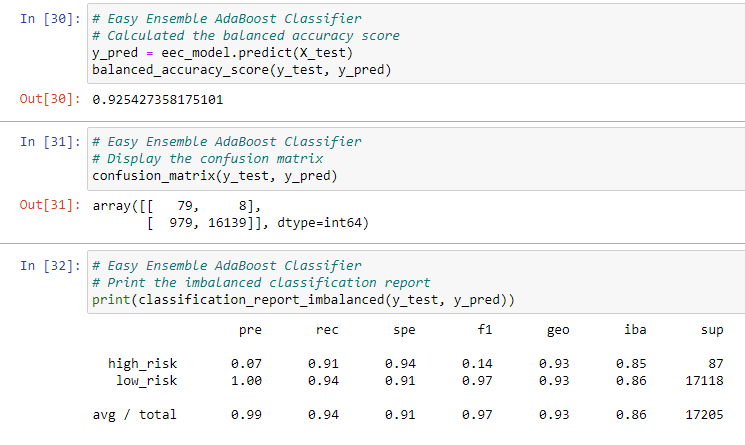 In [30]: # Easy Ensemble AdaBoost Classifier
# Calculated the balanced accuracy score
y_pred = eec_model.predict(X_test)
balanced_accuracy_score(y_test, y_pred)
Out[30]: 0.925427358175101
In [31]: # Easy Ensemble AdaBoost Classifier
# Display the confusion matrix
confusion_matrix(y_test, y_pred)
Out[31]: array([[   79,     8],
       [  979, 16139]], dtype=int64)
In [32]: # Easy Ensemble AdaBoost Classifier
# Print the imbalanced classification report
print(classification_report_imbalanced(y_test, y_pred))
pre rec spe f1 geo iba sup
high_risk 0.07 0.91 0.94 0.14 0.93 0.85 87
low_risk 1.00 0.94 0.91 0.97 0.93 0.86 17118
avg / total 0.99 0.94 0.91 0.97 0.93 0.86 17205